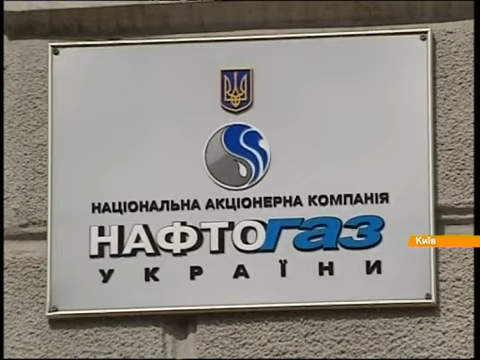 НАЦІОНАЛЬНА АКЦІОНЕРНА КОМПАНІЯ
НАФТОГАЗ
УКРАЇНИ
Київ